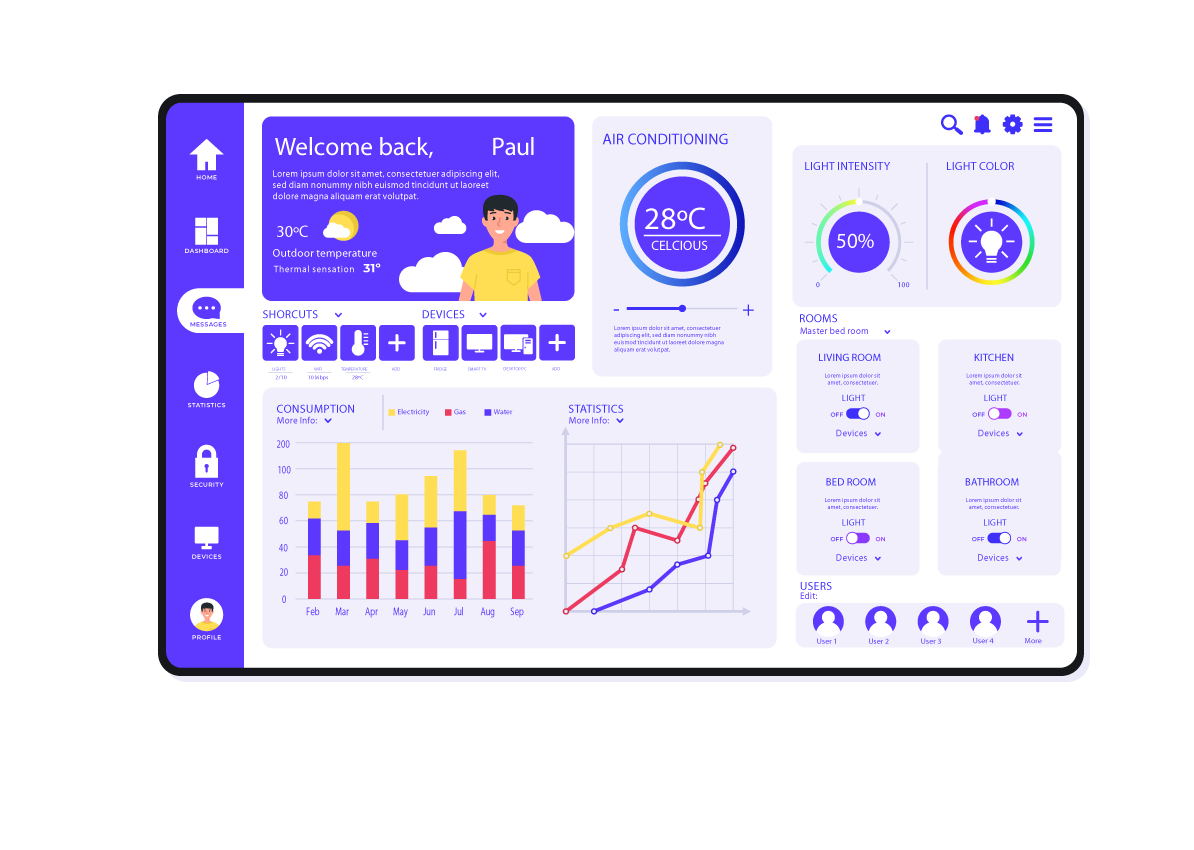 HOME
DASHBOARD
MESSAGES
STATISTICS
SECURITY
DEVICES
PROFILE
Welcome back, Paul
Lorem ipsum dolor sit amet, consectetuer adipiscing elit,
sed diam nonummy nibh euismod tincidunt ut laoreet
dolore magna aliquam erat volutpat.
30ºC
Outdoor temperature
Thermal sensation 31º
SHORCUTS
DEVICES
LIGHTS
2/10
WIFI
10 Mbps
TEMPERATURE
28ºC
ADD
FRIDGE
SMART TV
DESKTOP PC
ADD
AIR CONDITIONING
28ºC
CELCIOUS
- +
Lorem ipsum dolor sit amet, consectetuer
adipiscing elit, sed diam nonummy nibh
euismod tincidunt ut laoreet dolore magna
aliquam erat volutpat.
CONSUMPTION
More Info:
Electricity Gas Water
200
100
80
60
40
20
0
Feb Mar Apr May Jun Jul Aug Sep
STATISTICS
More Info:
LIGHT INTENSITY
50%
0 100
LIGHT COLOR
ROOMS
Master bed room
LIVING ROOM
Lorem ipsum dolor sit
amet, consectetuer.
LIGHT
OFF ON
Devices
KITCHEN
Lorem ipsum dolor sit
amet, consectetuer.
LIGHT
OFF ON
Devices
BED ROOM
Lorem ipsum dolor sit
amet, consectetuer.
LIGHT
OFF ON
Devices
BATHROOM
Lorem ipsum dolor sit
amet, consectetuer.
LIGHT
OFF ON
Devices
USERS
Edit:
User 1 User 2 User 3 User 4 More